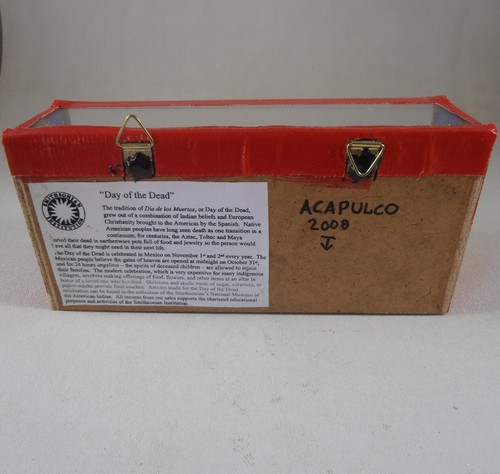 SMITHSONIAN
"Day of the Dead"
The tradition of Dia de los Muertos, or Day of the Dead,
grew out of a combination of Indian beliefs and European
Christianity brought to the Americas by the Spanish. Native
American peoples have long seen death as one transition in a
continuum; for centuries, the Aztec, Toltec and Maya
their dead in earthenware pots full of food and jewelry so the person would
have all that they might need in their next life.
The Day of the Dead is celebrated in Mexico on November 1st and 2nd every year. The
Mexican people believe the gates of heaven are opened at midnight on October 31st,
and for 24 hours angelitos – the spirits of deceased children – are allowed to rejoin
their families. The modern celebration, which is very expensive for many indigenous
villagers, involves making offerings of food, flowers, and other items at an altar in
honor of a loved one who has died. Skeletons and skulls made of sugar, ceramics, or
papier-mâché provide food vendors. Articles made for the Day of the Dead
celebration can be found in the collection of the Smithsonian's National Museum of
the American Indian. All income from sales supports the chartered educational
purposes and activities of the Smithsonian Institution.
ACAPULCO
2008